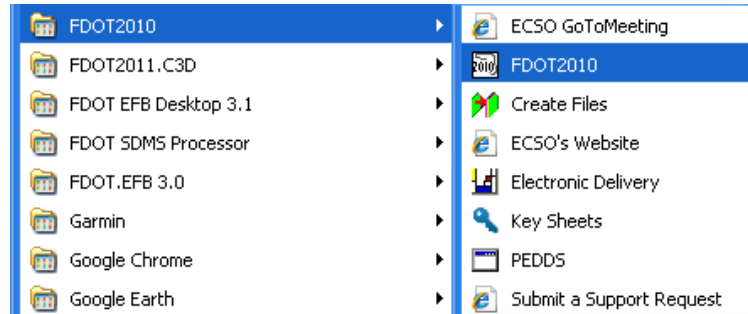 FDOT2010
FDOT2011.C3D
FDOT EFB Desktop 3.1
FDOT SDMS Processor
FDOT.EFB 3.0
Garmin
Google Chrome
Google Earth
ECSO GoToMeeting
2010
FDOT2010
Create Files
ECSO's Website
Electronic Delivery
Key Sheets
PEDDS
Submit a Support Request